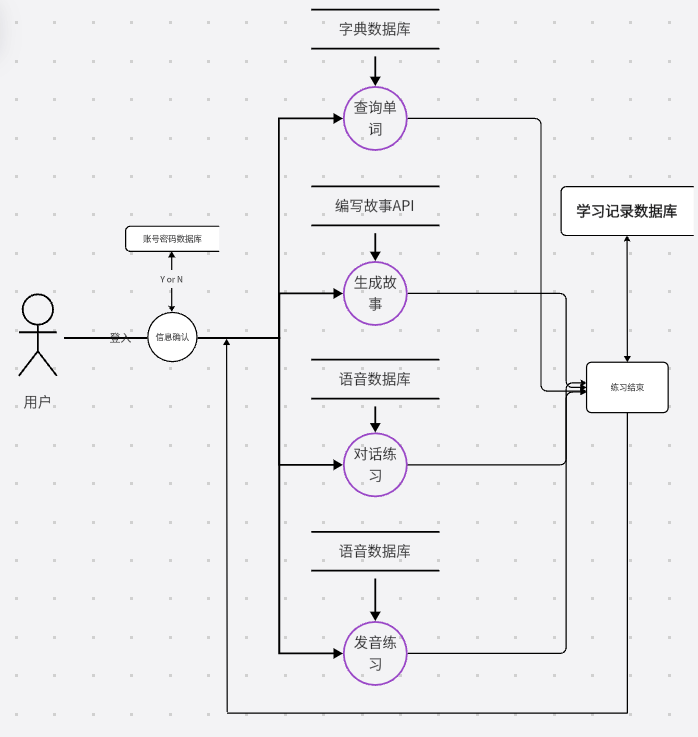 字典数据库
查询单
词
编写故事API
学习记录数据库
账号密码数据库
Y or N
生成故
事
登入
信息确认
用户
语音数据库
练习结束
对话练
习
语音数据库
发音练
习